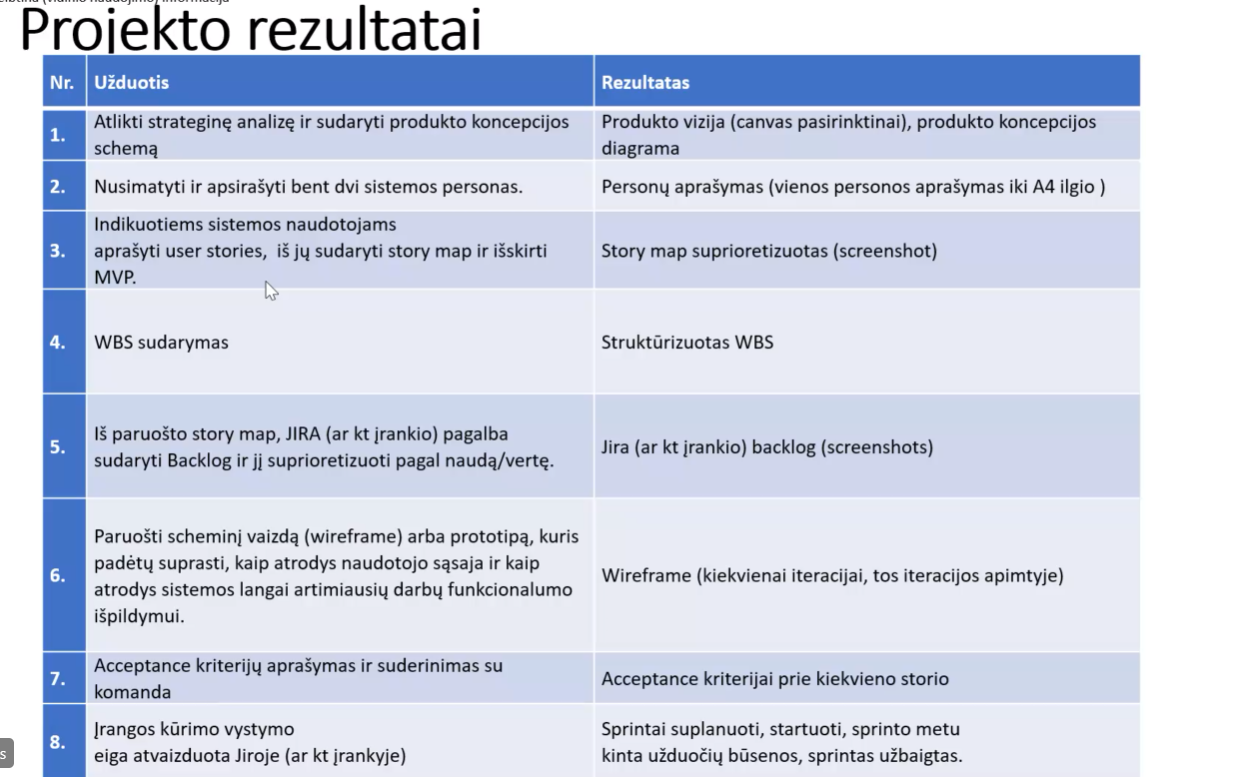 (vidinio naudojimo) informacija
Projekto rezultatai
Nr. Užduotis Rezultatas
1. Atlikti strateginę analizę ir sudaryti produkto koncepcijos
schemą
Produkto vizija (canvas pasirinktinai), produkto koncepcijos
diagrama
2. Nusimatyti ir apsirašyti bent dvi sistemos personas.
Personų aprašymas (vienos personos aprašymas iki A4 ilgio )
3. Indikuotiems sistemos naudotojams
aprašyti user stories, iš jų sudaryti story map ir išskirti
MVP.
Story map suprioretizuotas (screenshot)
4. WBS sudarymas
Struktūrizuotas WBS
5. Iš paruošto story map, JIRA (ar kt įrankio) pagalba
sudaryti Backlog ir jį suprioretizuoti pagal naudą/vertę.
Jira (ar kt įrankio) backlog (screenshots)
6. Paruošti scheminį vaizdą (wireframe) arba prototipą, kuris
padėtų suprasti, kaip atrodys naudotojo sąsaja ir kaip
atrodys sistemos langai artimiausių darbų funkcionalumo
išpildymui.
Wireframe (kiekvienai iteracijai, tos iteracijos apimtyje)
7. Acceptance kriterijų aprašymas ir suderinimas su
komanda
Acceptance kriterijai prie kiekvieno storio
8. Įrangos kūrimo vystymo
eiga atvaizduota Jiroje (ar kt įrankyje)
Sprintai suplanuoti, startuoti, sprinto metu
kinta užduočių būsenos, sprintas užbaigtas.